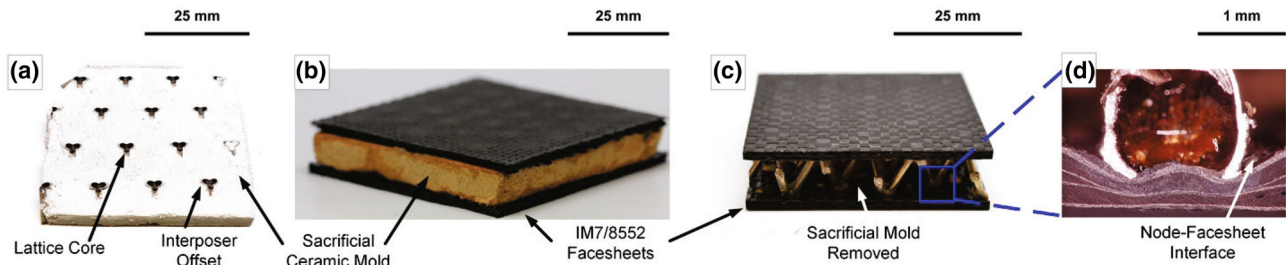 25 mm
25 mm
25 mm
1 mm
(a)
(b)
(c)
(d)
Lattice Core
Interposer
Offset
Sacrificial
Ceramic Mold
IM7/8552
Facesheets
Sacrificial Mold
Removed
Node-Facesheet
Interface